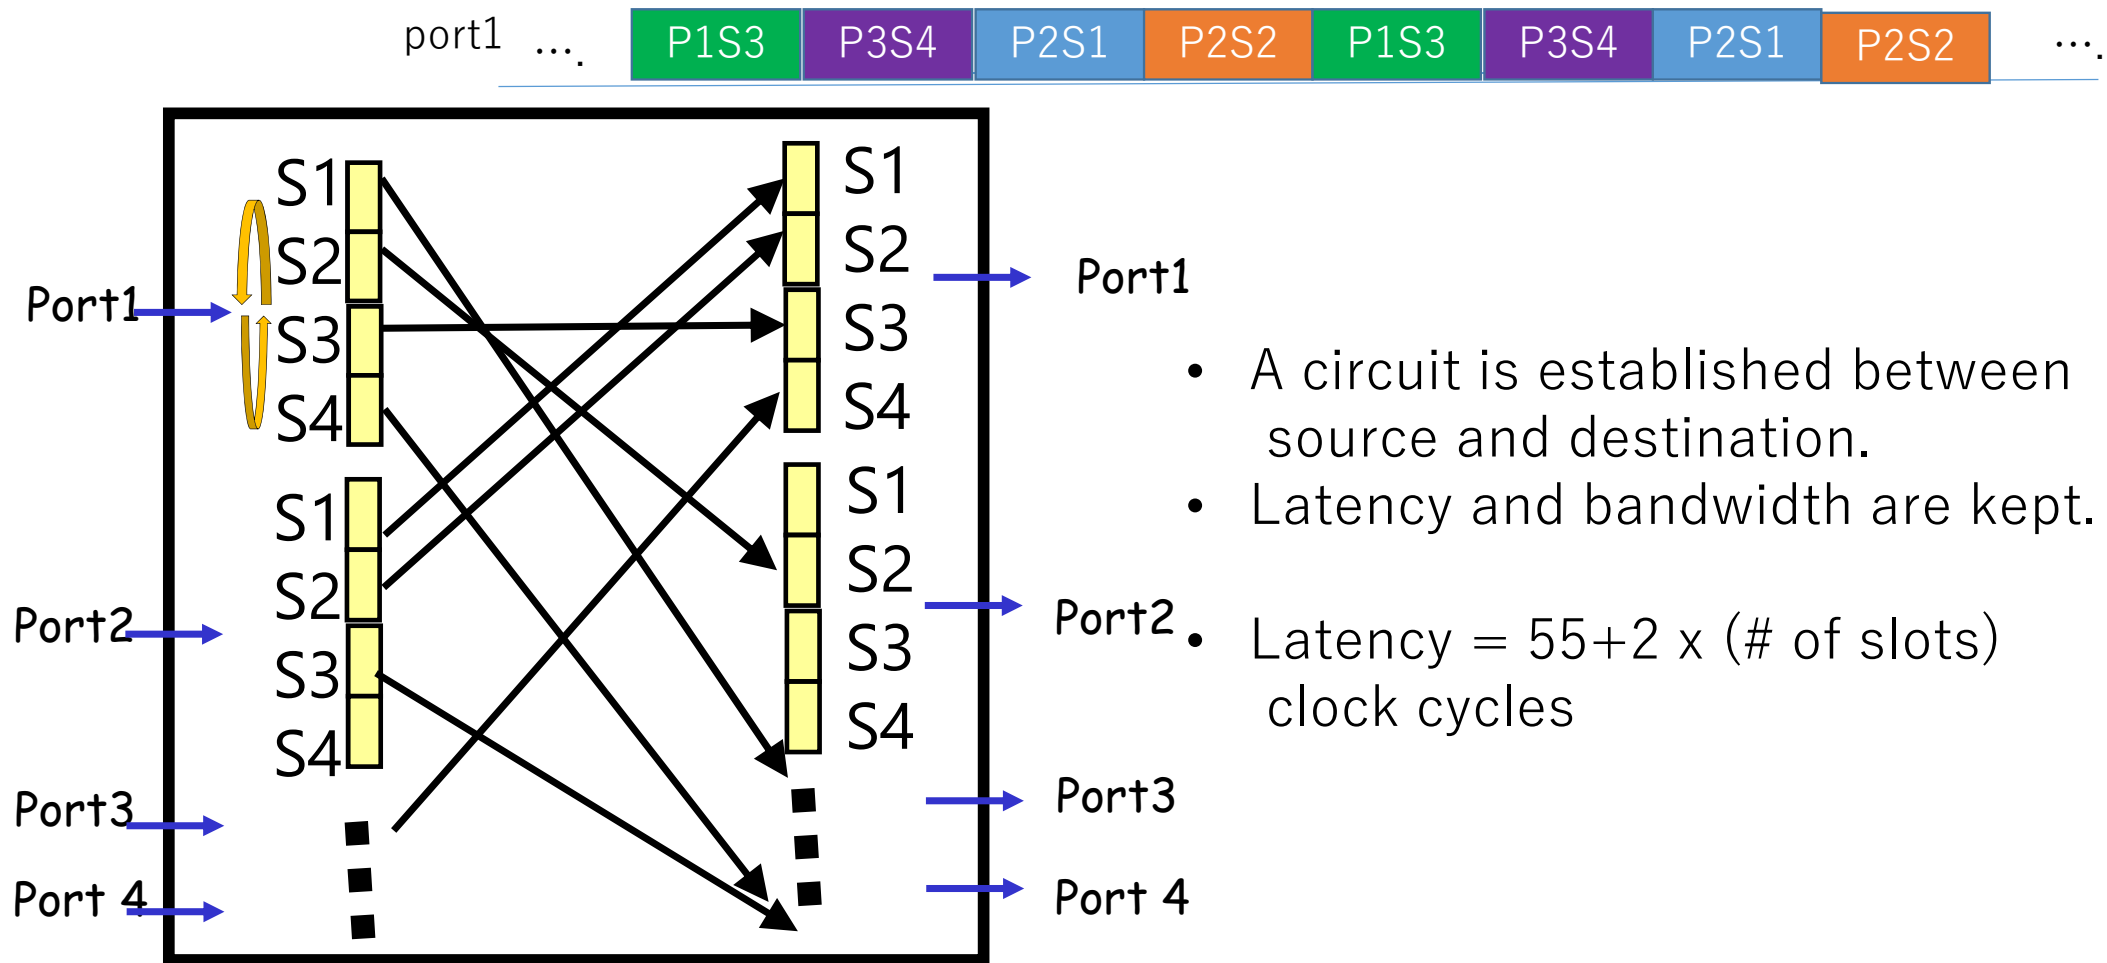 port1 … . P1S3 P3S4 P2S1 P2S2 P1S3 P3S4 P2S1 P2S2 ….
S1
S2
S3
S4
S1
S2
S3
S4
Port1
Port2
Port3
Port 4
S1
S2
S3
S4
S1
S2
S3
S4
Port1
Port2
Port3
Port 4
• A circuit is established between
source and destination.
• Latency and bandwidth are kept.
• Latency = 55+2 x (# of slots)
clock cycles